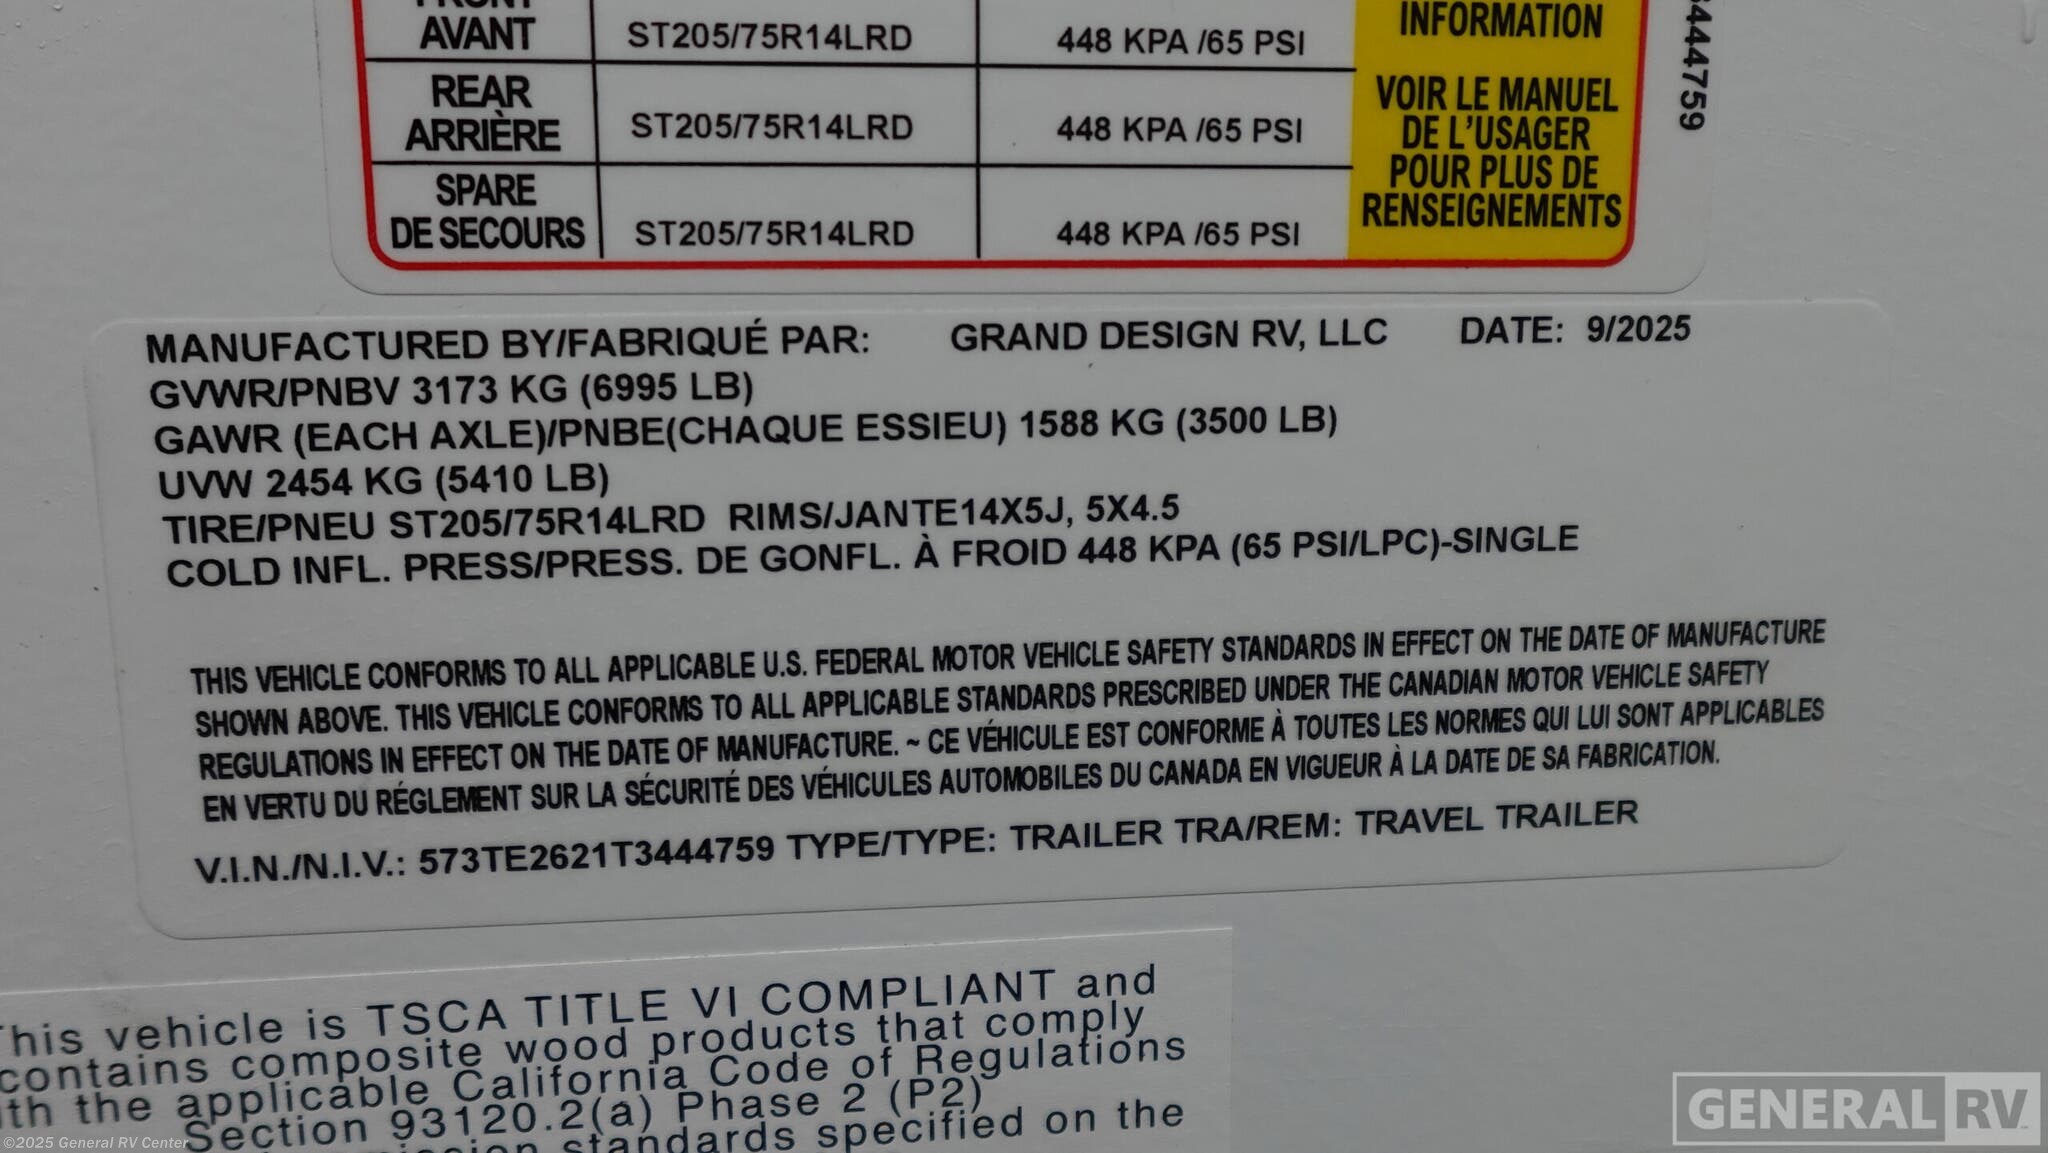 FRONT
AVANT ST205/75R14LRD 448 KPA /65 PSI
REAR
ARRIÈRE ST205/75R14LRD 448 KPA /65 PSI
SPARE
DE SECOURS ST205/75R14LRD 448 KPA /65 PSI
INFORMATION
VOIR LE MANUEL
DE L'USAGER
POUR PLUS DE
RENSEIGNEMENTS
444759
MANUFACTURED BY/FABRIQUÉ PAR: GRAND DESIGN RV, LLC DATE: 9/2025
GVWR/PNBV 3173 KG (6995 LB)
GAWR (EACH AXLE)/PNBE(CHAQUE ESSIEU) 1588 KG (3500 LB)
UVW 2454 KG (5410 LB)
TIRE/PNEU ST205/75R14LRD RIMS/JANTE14X5J, 5X4.5
COLD INFL. PRESS/PRESS. DE GONFL. À FROID 448 KPA (65 PSI/LPC)-SINGLE
THIS VEHICLE CONFORMS TO ALL APPLICABLE U.S. FEDERAL MOTOR VEHICLE SAFETY STANDARDS IN EFFECT ON THE DATE OF MANUFACTURE
SHOWN ABOVE. THIS VEHICLE CONFORMS TO ALL APPLICABLE STANDARDS PRESCRIBED UNDER THE CANADIAN MOTOR VEHICLE SAFETY
REGULATIONS IN EFFECT ON THE DATE OF MANUFACTURE. ~ CE VÉHICULE EST CONFORME À TOUTES LES NORMES QUI LUI SONT APPLICABLES
EN VERTU DU RÉGLEMENT SUR LA SÉCURITÉ DES VÉHICULES AUTOMOBILES DU CANADA EN VIGUEUR À LA DATE DE SA FABRICATION.
V.I.N./N.I.V.: 573TE2621T3444759 TYPE/TYPE: TRAILER TRA/REM: TRAVEL TRAILER
This vehicle is TSCA TITLE VI COMPLIANT and
contains composite wood products that comply
ith the applicable California Code of Regulations
Section 93120.2(a) Phase 2 (P2)
standards specified on the
©2025 General RV Center
GENERAL RV